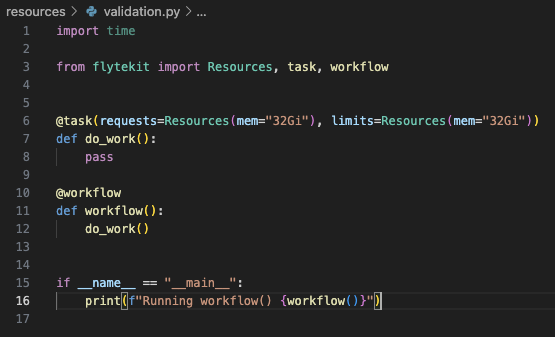 resources > validation.py > ...
1 import time
2
3 from flytekit import Resources, task, workflow
4
5
6 @task(requests=Resources(mem="32Gi"), limits=Resources(mem="32Gi"))
7 def do_work():
8     pass
9
10 @workflow
11 def workflow():
12     do_work()
13
14
15 if __name__ == "__main__":
16     print(f"Running workflow() {workflow()}")
17